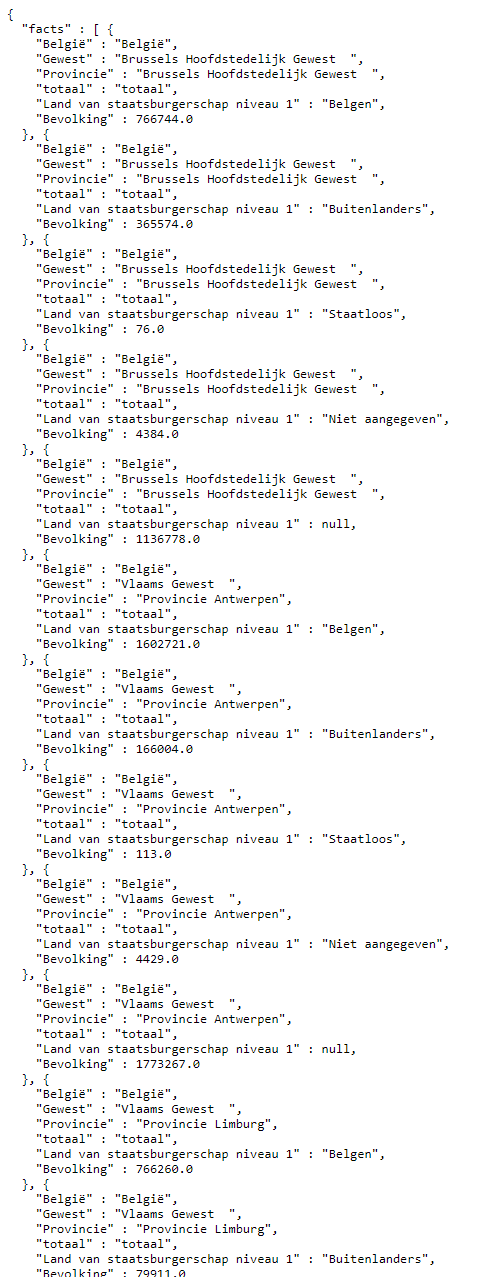 {
  "facts" : [ {
    "België" : "België",
    "Gewest" : "Brussels Hoofdstedelijk Gewest  ",
    "Provincie" : "Brussels Hoofdstedelijk Gewest  ",
    "totaal" : "totaal",
    "Land van staatsburgerschap niveau 1" : "Belgen",
    "Bevolking" : 766744.0
  }, {
    "België" : "België",
    "Gewest" : "Brussels Hoofdstedelijk Gewest  ",
    "Provincie" : "Brussels Hoofdstedelijk Gewest  ",
    "totaal" : "totaal",
    "Land van staatsburgerschap niveau 1" : "Buitenlanders",
    "Bevolking" : 365574.0
  }, {
    "België" : "België",
    "Gewest" : "Brussels Hoofdstedelijk Gewest  ",
    "Provincie" : "Brussels Hoofdstedelijk Gewest  ",
    "totaal" : "totaal",
    "Land van staatsburgerschap niveau 1" : "Staatloos",
    "Bevolking" : 76.0
  }, {
    "België" : "België",
    "Gewest" : "Brussels Hoofdstedelijk Gewest  ",
    "Provincie" : "Brussels Hoofdstedelijk Gewest  ",
    "totaal" : "totaal",
    "Land van staatsburgerschap niveau 1" : "Niet aangegeven",
    "Bevolking" : 4384.0
  }, {
    "België" : "België",
    "Gewest" : "Brussels Hoofdstedelijk Gewest  ",
    "Provincie" : "Brussels Hoofdstedelijk Gewest  ",
    "totaal" : "totaal",
    "Land van staatsburgerschap niveau 1" : null,
    "Bevolking" : 1136778.0
  }, {
    "België" : "België",
    "Gewest" : "Vlaams Gewest  ",
    "Provincie" : "Provincie Antwerpen",
    "totaal" : "totaal",
    "Land van staatsburgerschap niveau 1" : "Belgen",
    "Bevolking" : 1602721.0
  }, {
    "België" : "België",
    "Gewest" : "Vlaams Gewest  ",
    "Provincie" : "Provincie Antwerpen",
    "totaal" : "totaal",
    "Land van staatsburgerschap niveau 1" : "Buitenlanders",
    "Bevolking" : 166004.0
  }, {
    "België" : "België",
    "Gewest" : "Vlaams Gewest  ",
    "Provincie" : "Provincie Antwerpen",
    "totaal" : "totaal",
    "Land van staatsburgerschap niveau 1" : "Staatloos",
    "Bevolking" : 113.0
  }, {
    "België" : "België",
    "Gewest" : "Vlaams Gewest  ",
    "Provincie" : "Provincie Antwerpen",
    "totaal" : "totaal",
    "Land van staatsburgerschap niveau 1" : "Niet aangegeven",
    "Bevolking" : 4429.0
  }, {
    "België" : "België",
    "Gewest" : "Vlaams Gewest  ",
    "Provincie" : "Provincie Antwerpen",
    "totaal" : "totaal",
    "Land van staatsburgerschap niveau 1" : null,
    "Bevolking" : 1773267.0
  }, {
    "België" : "België",
    "Gewest" : "Vlaams Gewest  ",
    "Provincie" : "Provincie Limburg",
    "totaal" : "totaal",
    "Land van staatsburgerschap niveau 1" : "Belgen",
    "Bevolking" : 766260.0
  }, {
    "België" : "België",
    "Gewest" : "Vlaams Gewest  ",
    "Provincie" : "Provincie Limburg",
    "totaal" : "totaal",
    "Land van staatsburgerschap niveau 1" : "Buitenlanders",
    "Bevolking" : 79911.0